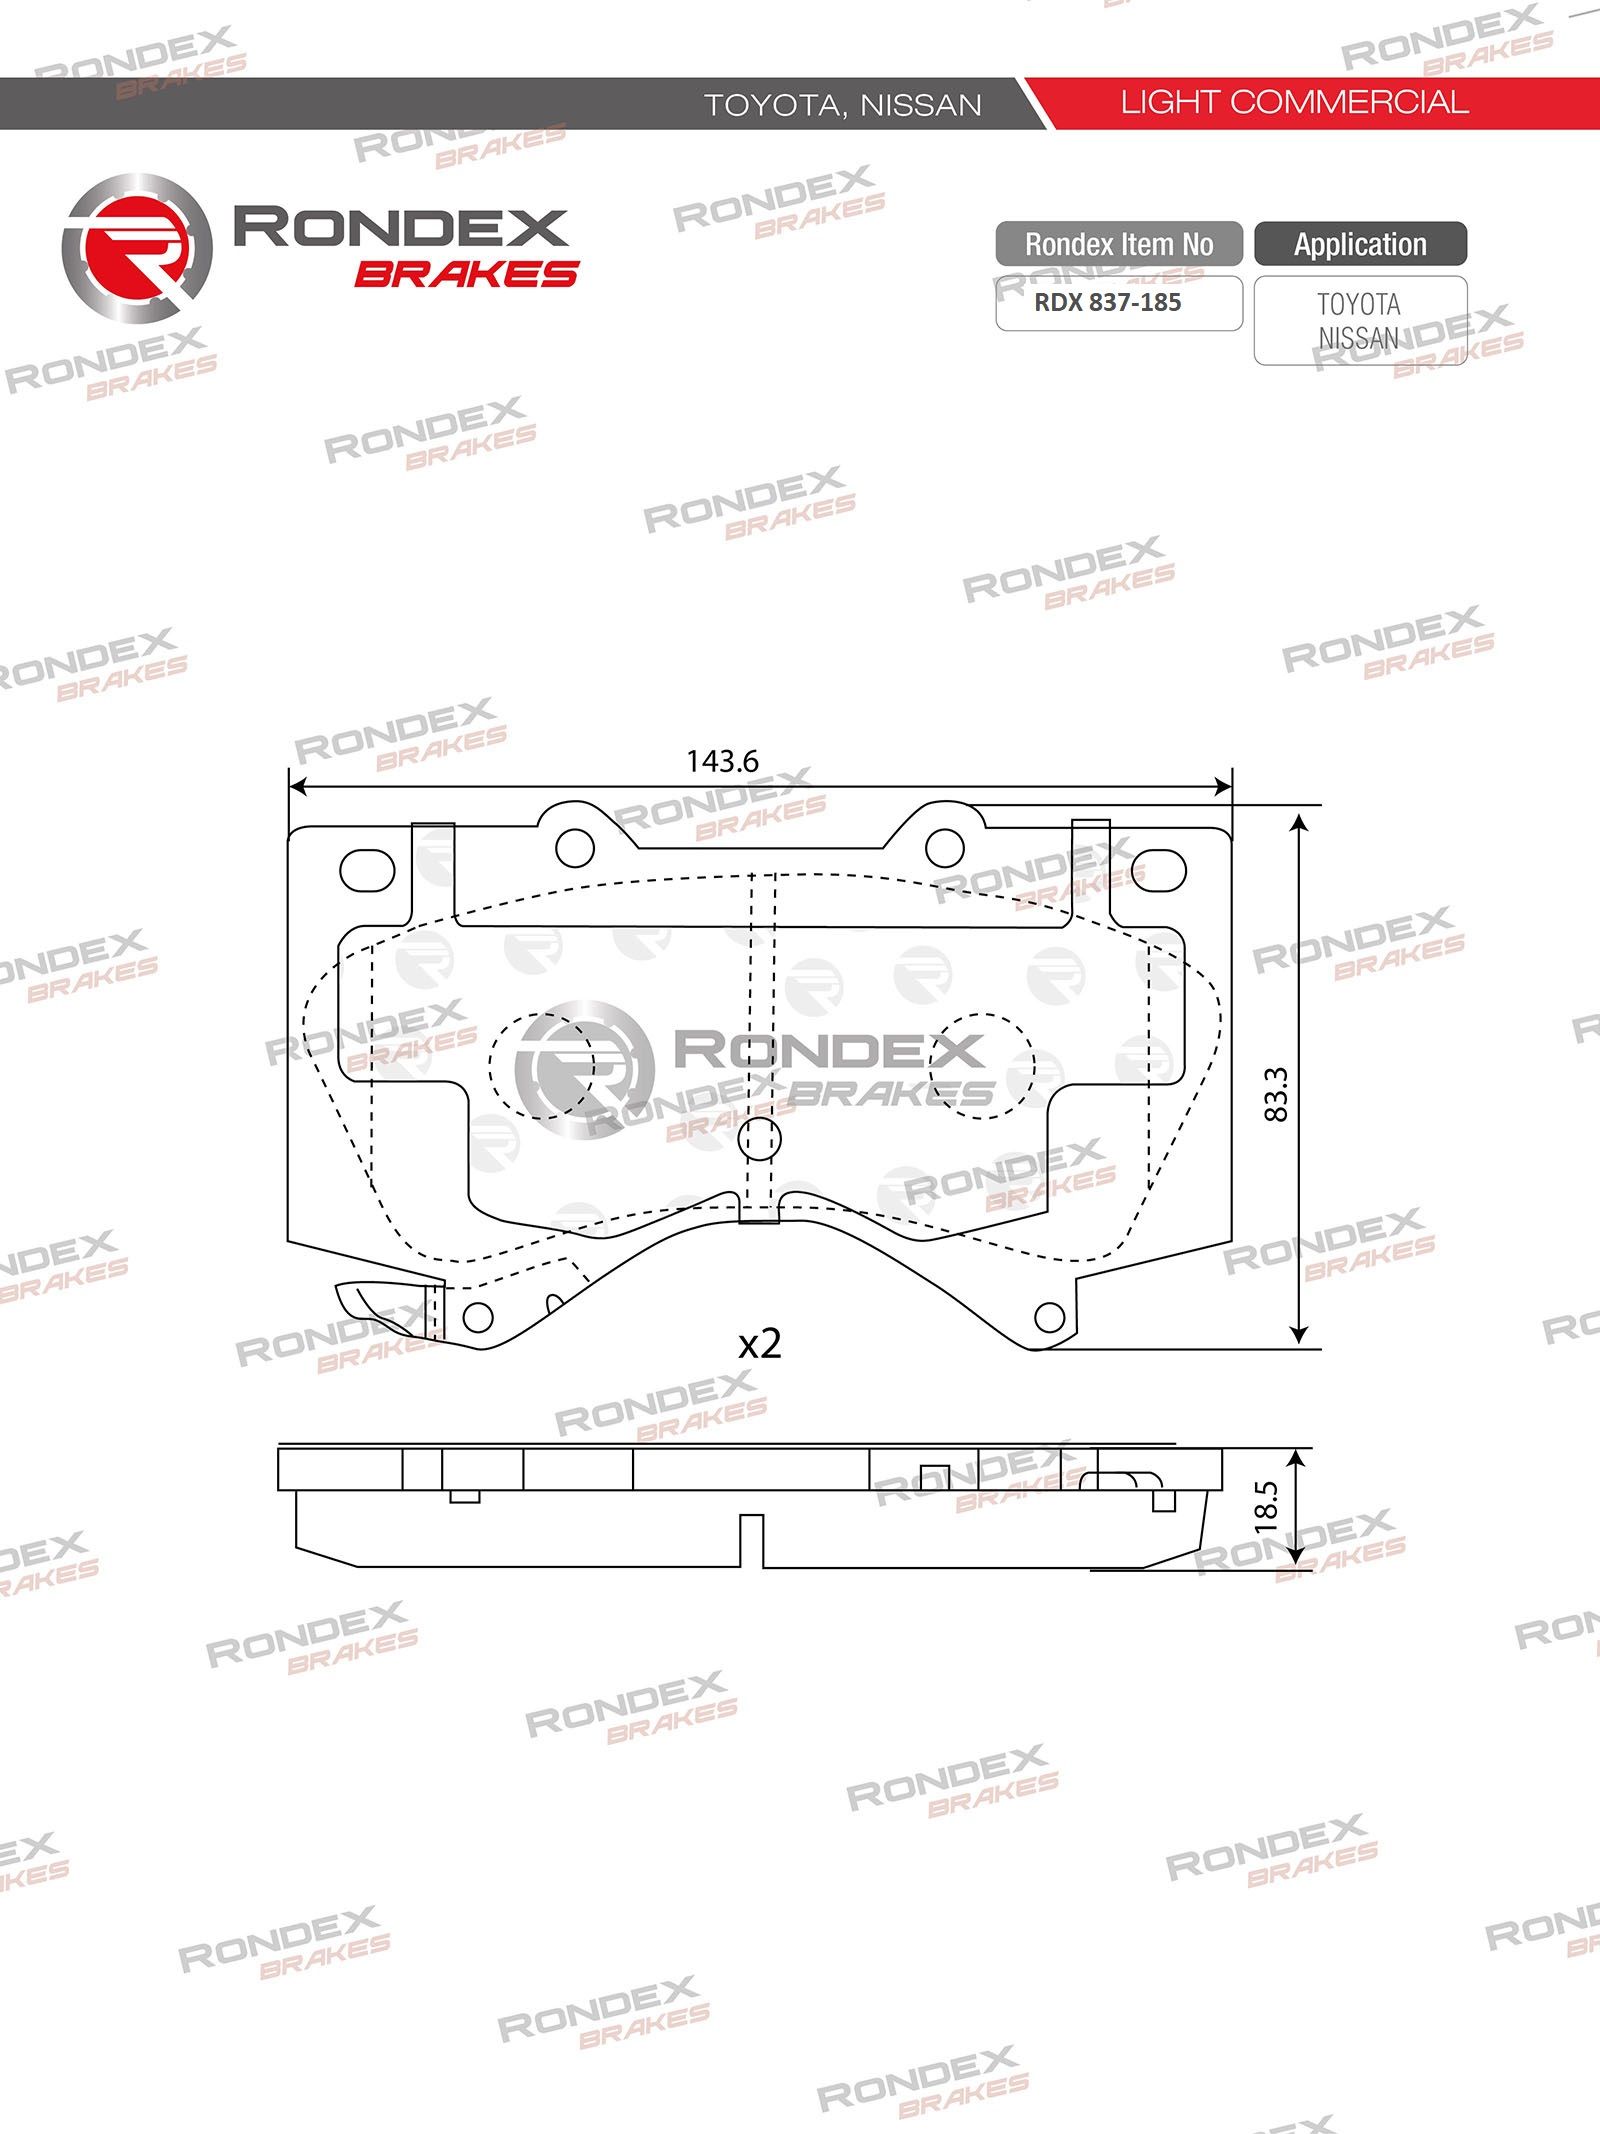 TOYOTA, NISSAN
LIGHT COMMERCIAL
RONDEX
BRAKES
Rondex Item No
Application
RDX 837-185
TOYOTA
NISSAN
143.6
83.3
RONDEX
BRAKES
x2
18.5